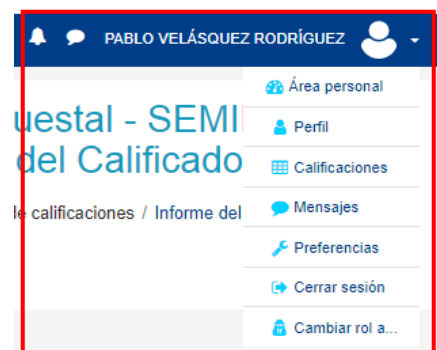 PABLO VELÁSQUEZ RODRÍGUEZ
Área personal
uestal - SEMI
Perfil
del Calificado
Calificaciones
de calificaciones / Informe del
Mensajes
Preferencias
Cerrar sesión
Cambiar rol a...